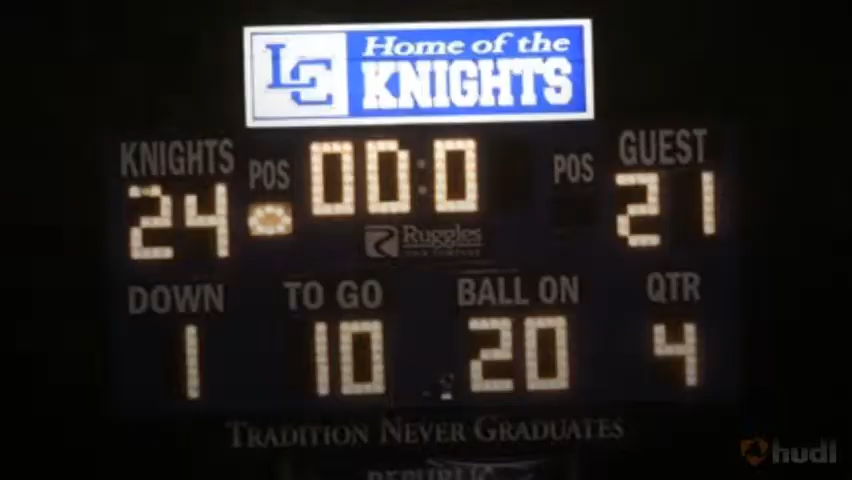 LC Home of the
KNIGHTS
KNIGHTS POS 00:0 POS GUEST
24 21
Ruggles
DOWN TO GO BALL ON QTR
1 10 20 4
TRADITION NEVER GRADUATES
REPUBLIC
hudl